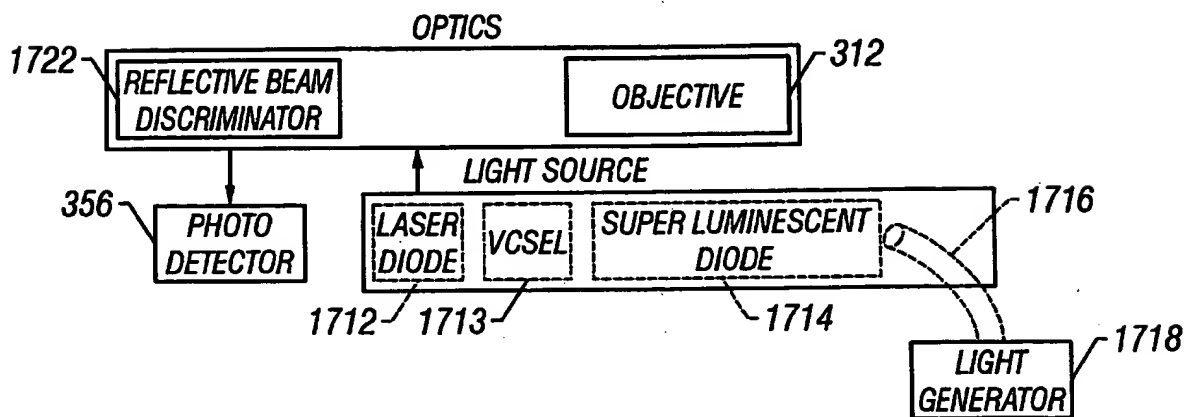 OPTICS
1722
REFLECTIVE BEAM
DISCRIMINATOR
OBJECTIVE
312
LIGHT SOURCE
356
PHOTO
DETECTOR
LASER
DIODE
VCSEL
SUPER LUMINESCENT
DIODE
1716
1712
1713
1714
LIGHT
GENERATOR
1718